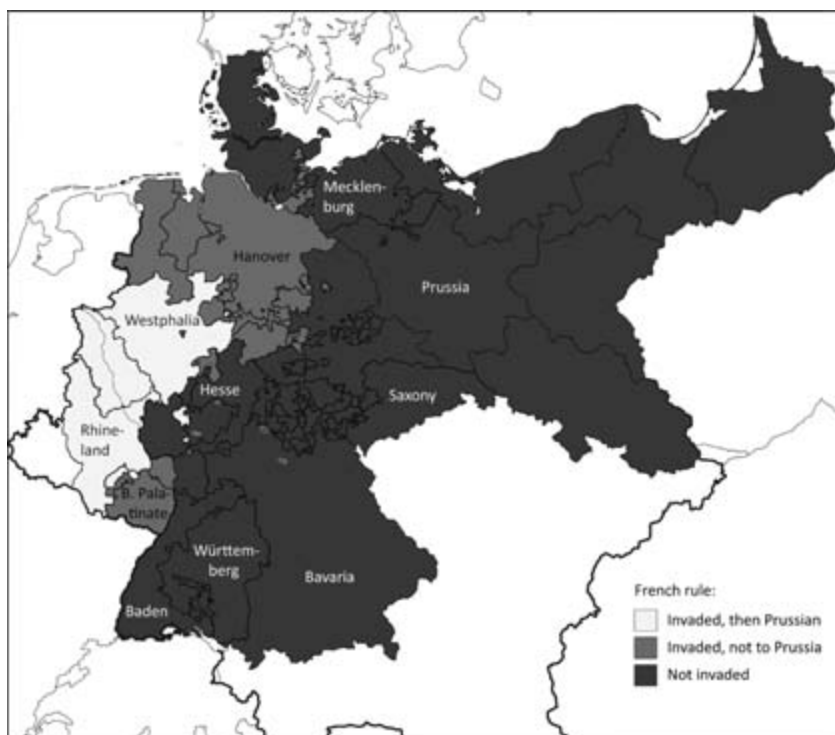 Mecklen-
burg
Hanover
Prussia
Westphalia
Hesse
Saxony
Rhine-
land
B. Pala-
tinate
Württem-
berg
Bavaria
Baden
French rule:
Invaded, then Prussian
Invaded, not to Prussia
Not invaded